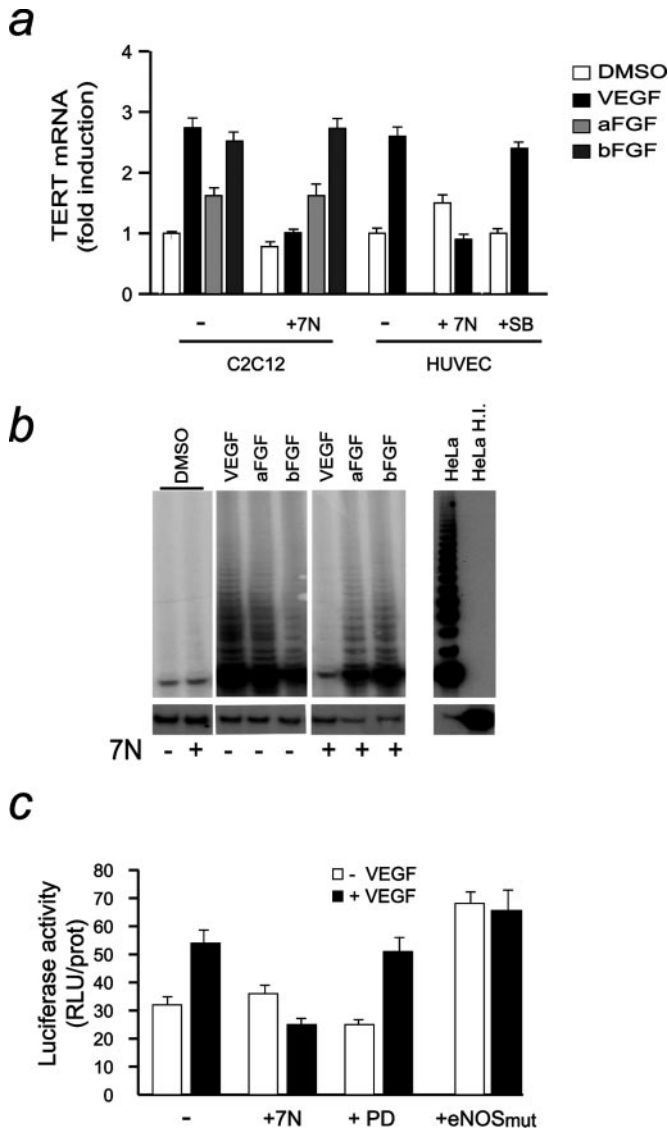 a
TERT mRNA
(fold induction)
4
3
2
1
0
DMSO
VEGF
aFGF
bFGF
- +7N - + 7N +SB
C2C12 HUVEC
b
DMSO VEGF aFGF bFGF VEGF aFGF bFGF HeLa HeLa H.I.
7N - + - - - + + +
c
Luciferase activity
(RLU/prot)
80
70
60
50
40
30
20
10
0
- VEGF
+ VEGF
- +7N + PD +eNOSmut